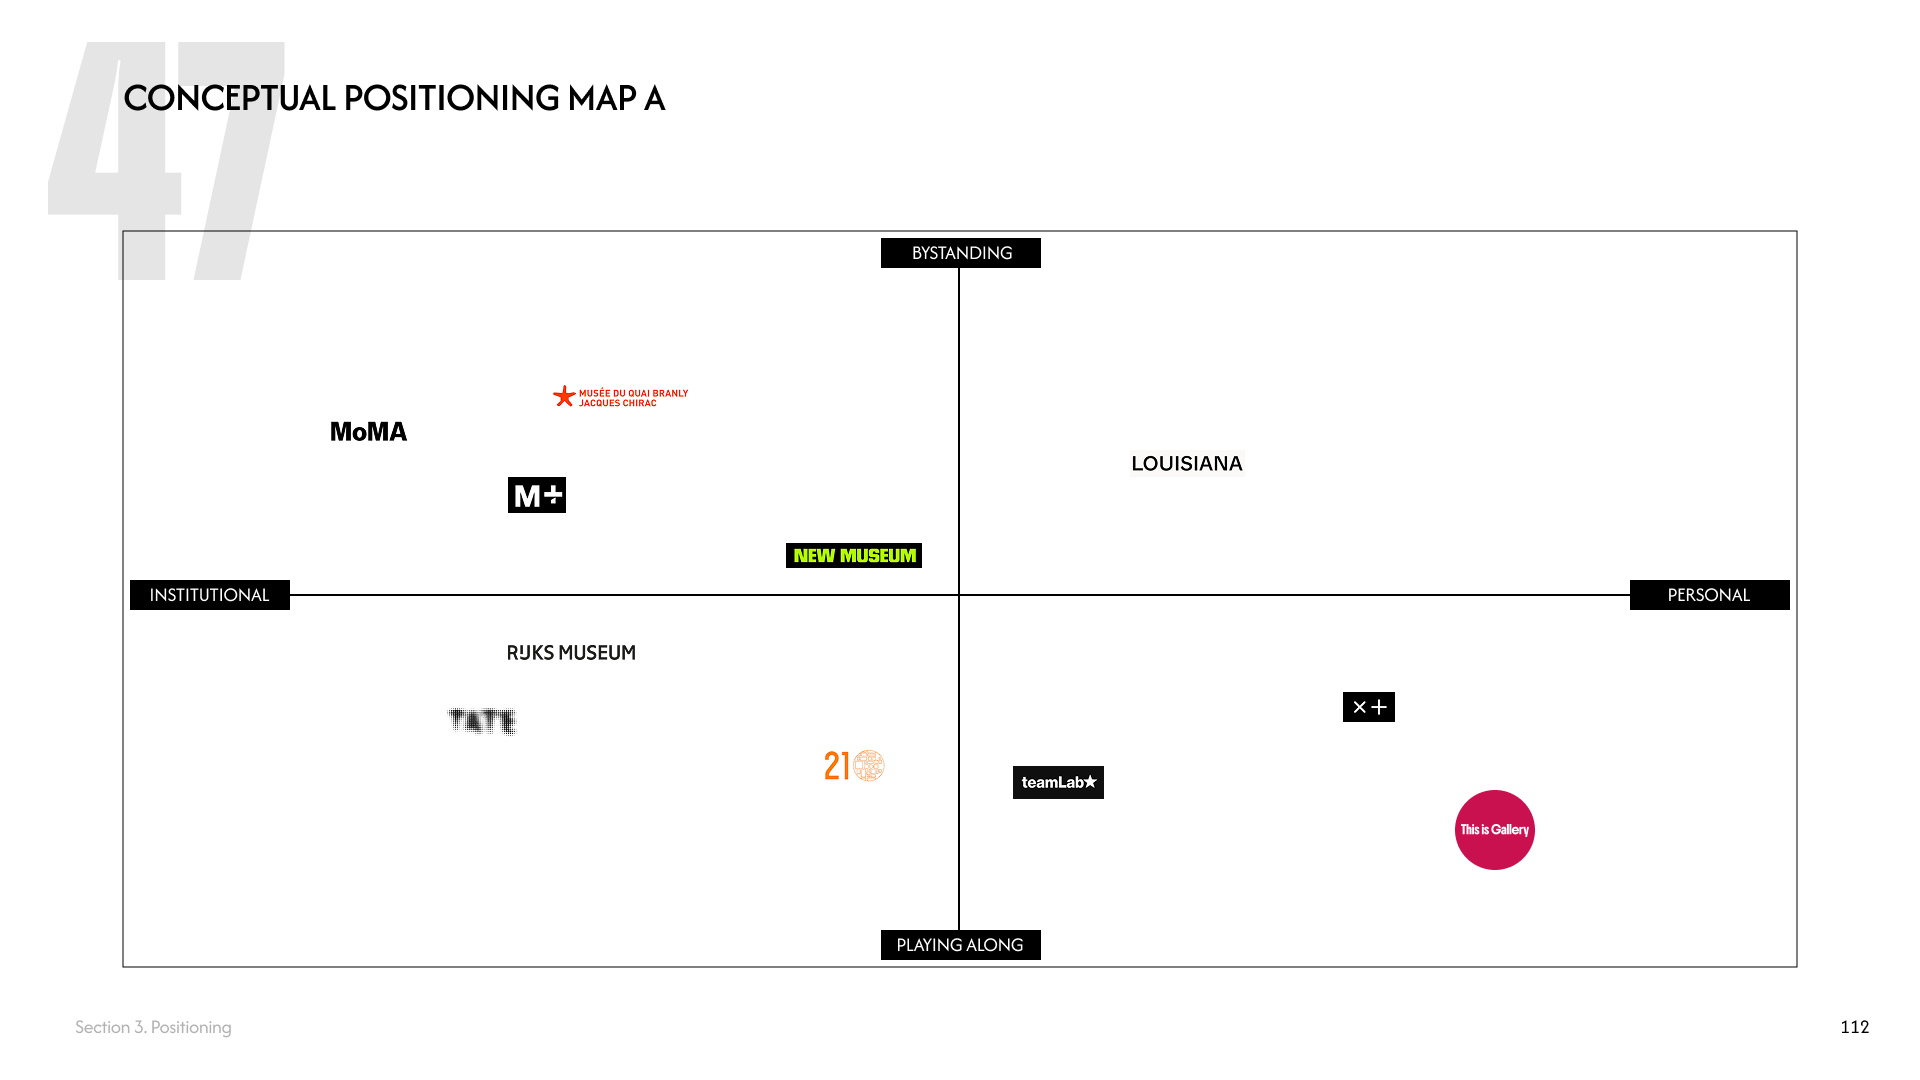 47
CONCEPTUAL POSITIONING MAP A
BYSTANDING
MUSÉE DU QUAI BRANLY
JACQUES CHIRAC
MoMA
LOUISIANA
M+
NEW MUSEUM
INSTITUTIONAL
PERSONAL
RIJKS MUSEUM
TATE
×+
21
teamLab★
This is Gallery
PLAYING ALONG
Section 3. Positioning
112